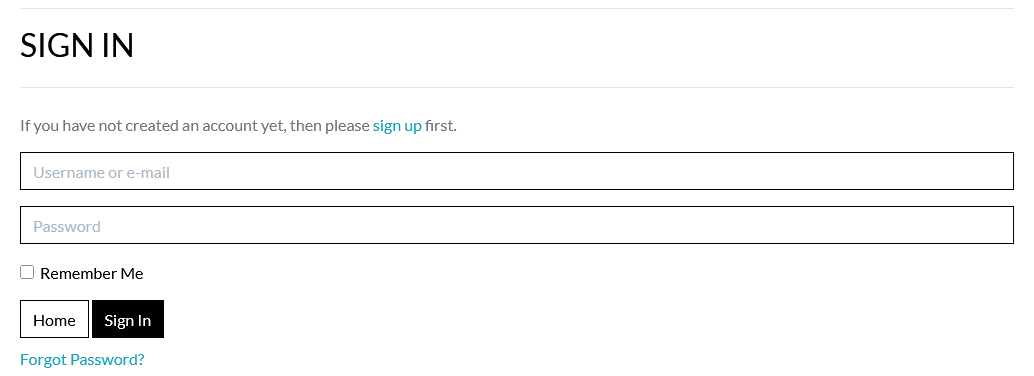 SIGN IN
If you have not created an account yet, then please sign up first.
Username or e-mail
Password
Remember Me
Home Sign In
Forgot Password?